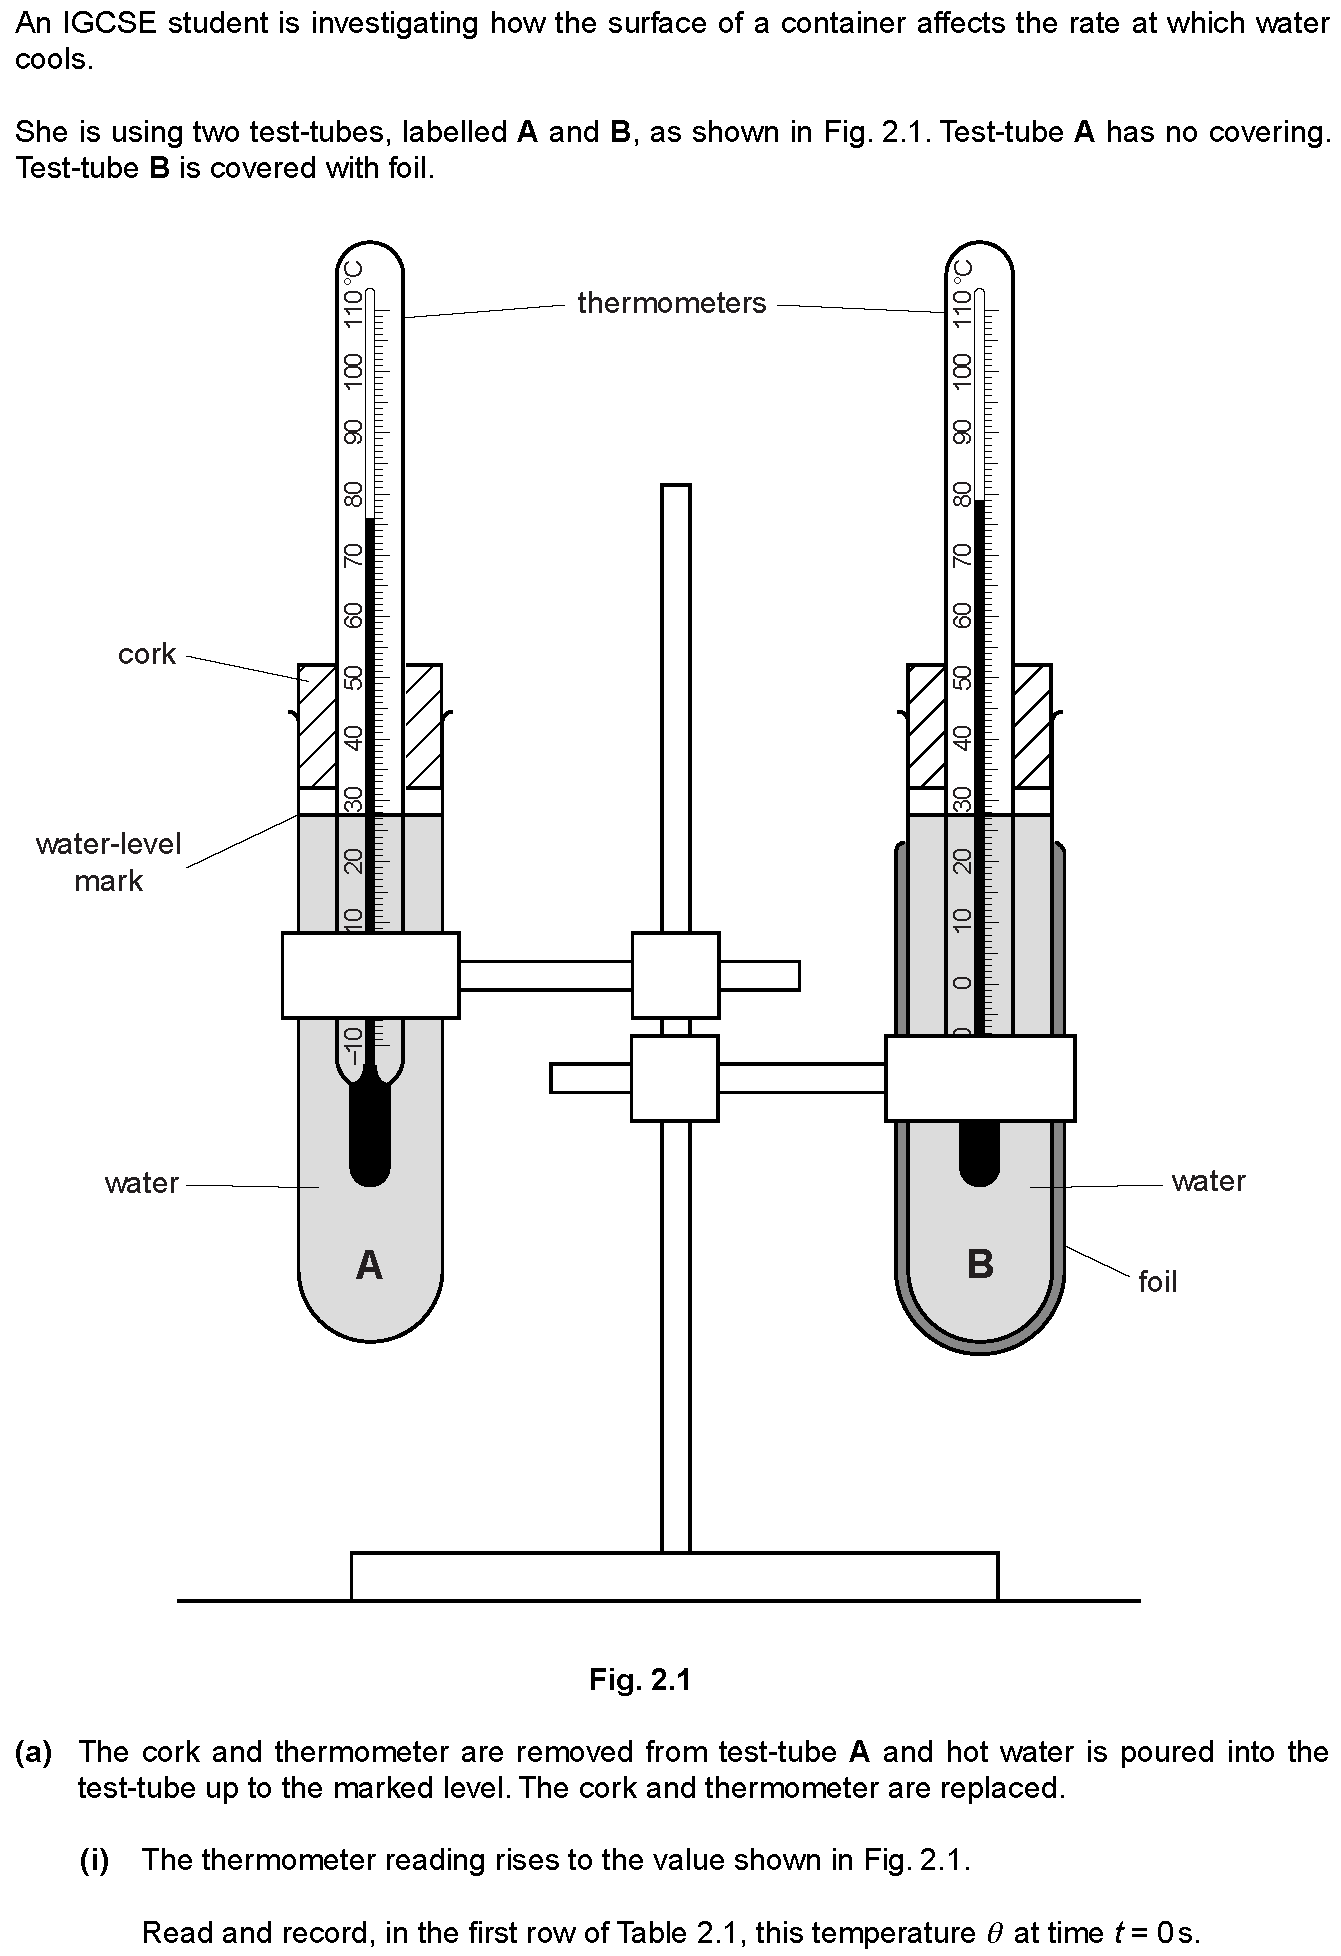 An IGCSE student is investigating how the surface of a container affects the rate at which water
cools.
She is using two test-tubes, labelled A and B, as shown in Fig. 2.1. Test-tube A has no covering.
Test-tube B is covered with foil.
°C
110
100
90
80
70
60
50
40
30
20
10
–10
thermometers
°C
110
100
90
80
70
60
50
40
30
20
10
0
cork
water-level
mark
water
A
B
water
foil
Fig. 2.1
(a) The cork and thermometer are removed from test-tube A and hot water is poured into the
test-tube up to the marked level. The cork and thermometer are replaced.
(i) The thermometer reading rises to the value shown in Fig. 2.1.
Read and record, in the first row of Table 2.1, this temperature θ at time t = 0 s.